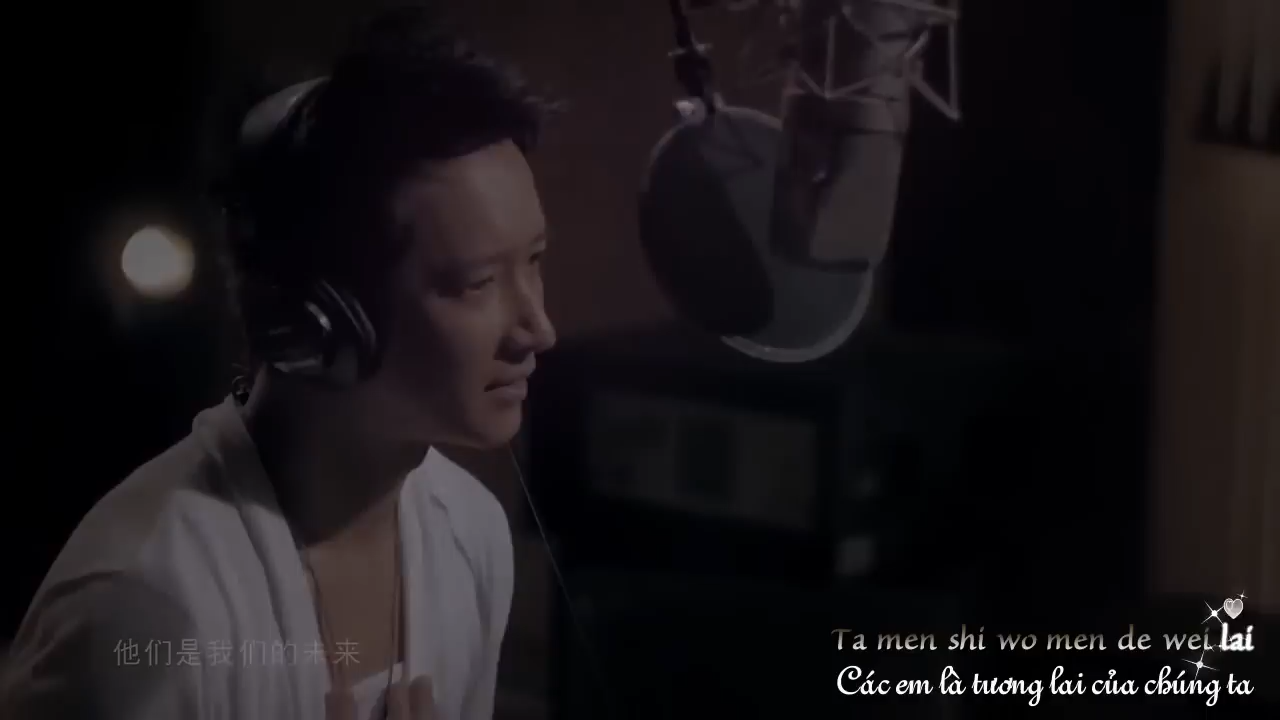 他们是我们的未来
Ta men shi wo men de wei lai
Các em là tương lai của chúng ta